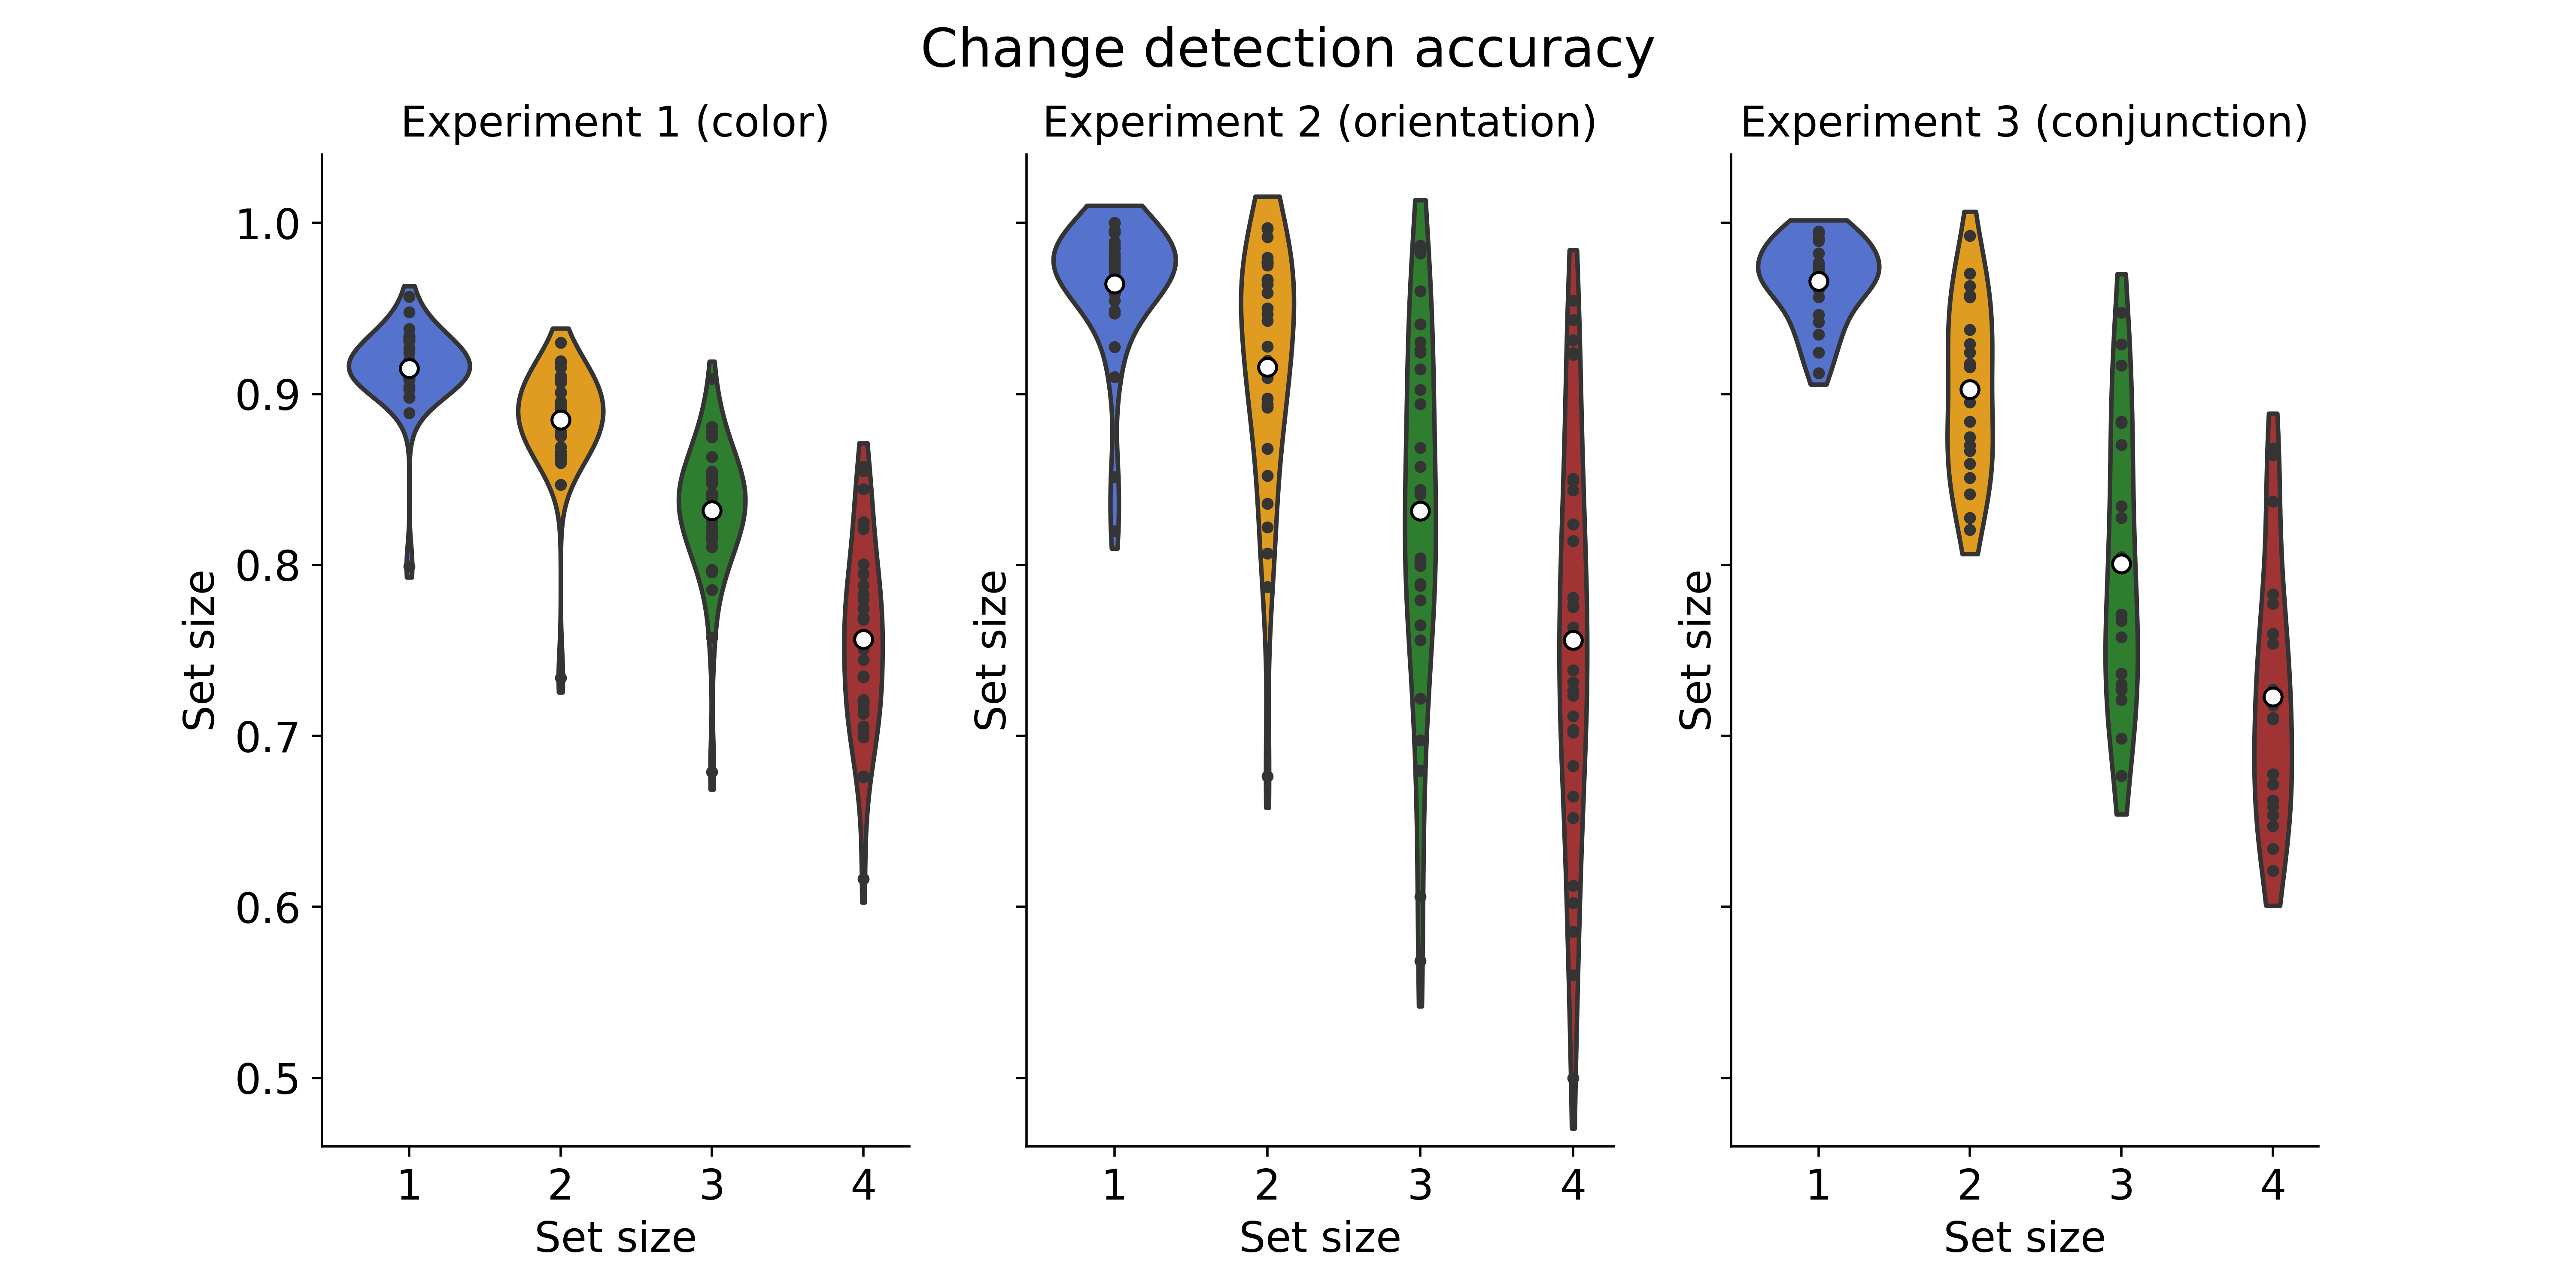 Change detection accuracy
Experiment 1 (color)
Experiment 2 (orientation)
Experiment 3 (conjunction)
1.0
0.9
0.8
0.7
0.6
0.5
Set size
Set size
Set size
1 2 3 4
1 2 3 4
1 2 3 4
Set size
Set size
Set size